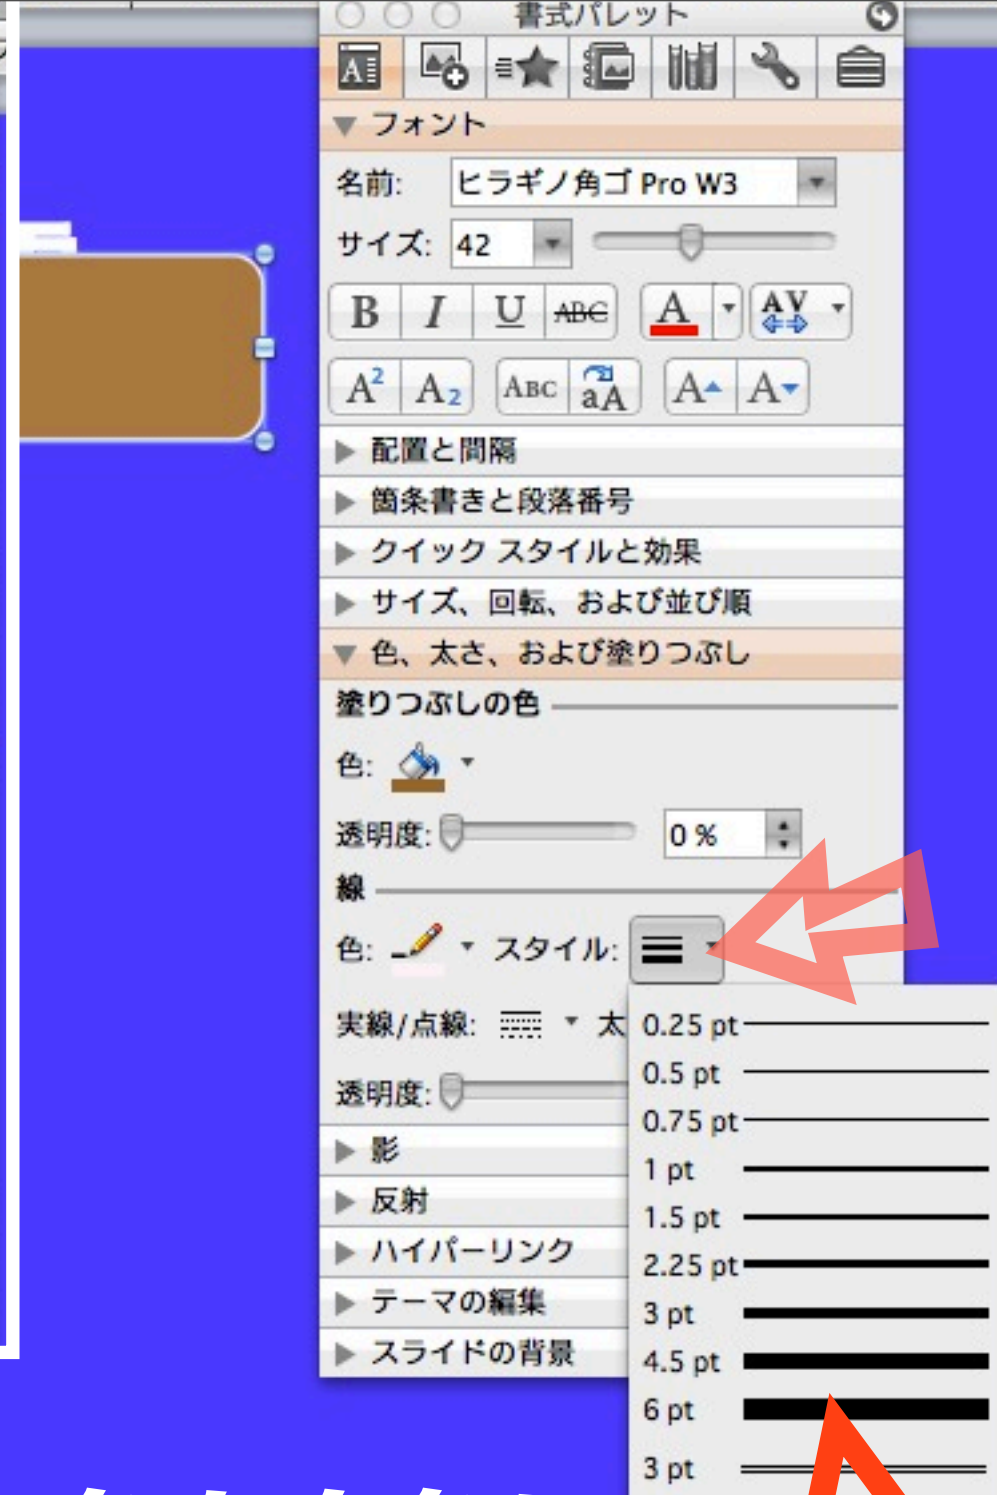 書式パレット
フォント
名前: ヒラギノ角ゴ Pro W3
サイズ: 42
B I U ABC A AV
A2 A2 ABC aA A A
配置と間隔
箇条書きと段落番号
クイック スタイルと効果
サイズ、回転、および並び順
色、太さ、および塗りつぶし
塗りつぶしの色
色:
透明度: 0 %
線
色: スタイル:
実線/点線: 太
透明度:
影
反射
ハイパーリンク
テーマの編集
スライドの背景
0.25 pt
0.5 pt
0.75 pt
1 pt
1.5 pt
2.25 pt
3 pt
4.5 pt
6 pt
3 pt